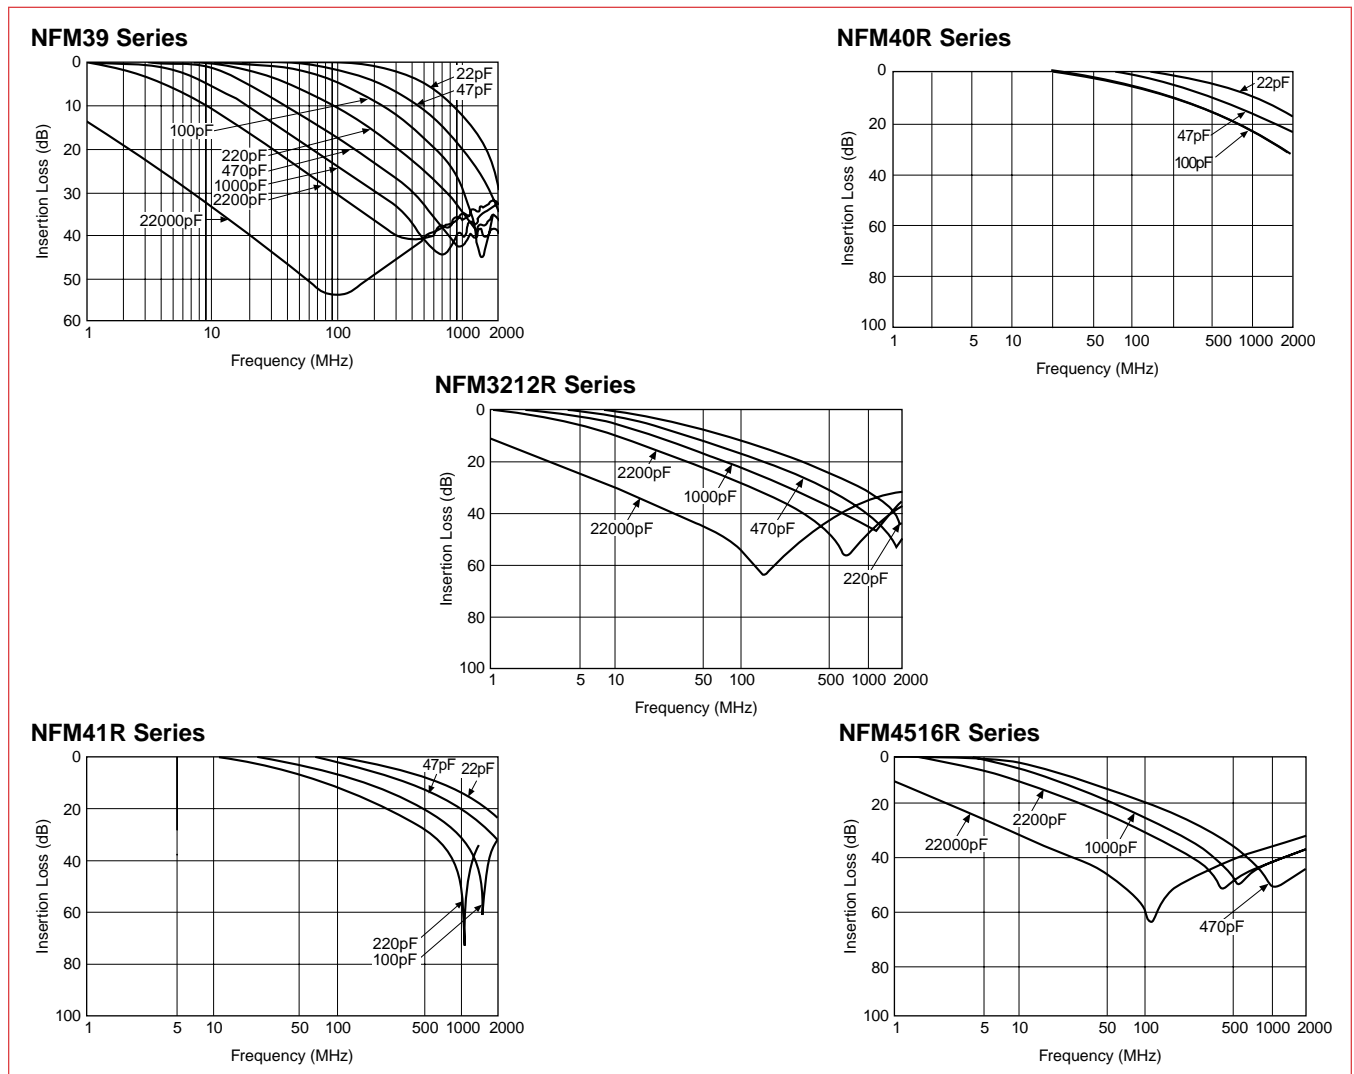 NFM39 Series
0
10
20
30
40
50
60
Insertion Loss (dB)
22pF
47pF
100pF
220pF
470pF
1000pF
2200pF
22000pF
1 10 100 1000 2000
Frequency (MHz)
NFM40R Series
0
20
40
60
80
100
Insertion Loss (dB)
22pF
47pF
100pF
1 5 10 50 100 500 1000 2000
Frequency (MHz)
NFM3212R Series
0
20
40
60
80
100
Insertion Loss (dB)
2200pF
1000pF
22000pF
470pF
220pF
1 5 10 50 100 500 1000 2000
Frequency (MHz)
NFM41R Series
0
20
40
60
80
100
Insertion Loss (dB)
47pF
22pF
220pF
100pF
1 5 10 50 100 500 1000 2000
Frequency (MHz)
NFM4516R Series
0
20
40
60
80
100
Insertion Loss (dB)
2200pF
22000pF
1000pF
470pF
1 5 10 50 100 500 1000 2000
Frequency (MHz)